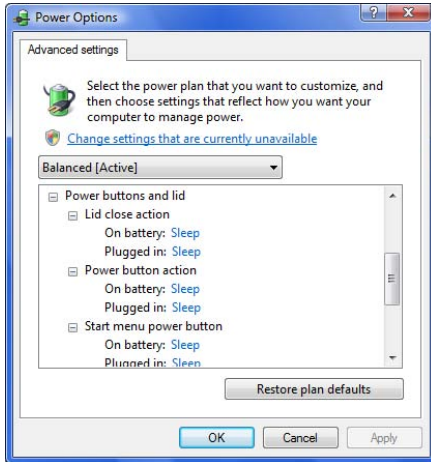 Power Options
Advanced settings
Select the power plan that you want to customize, and
then choose settings that reflect how you want your
computer to manage power.
Change settings that are currently unavailable
Balanced [Active]
Power buttons and lid
Lid close action
On battery: Sleep
Plugged in: Sleep
Power button action
On battery: Sleep
Plugged in: Sleep
Start menu power button
On battery: Sleep
Plugged in: Sleep
Restore plan defaults
OK Cancel Apply